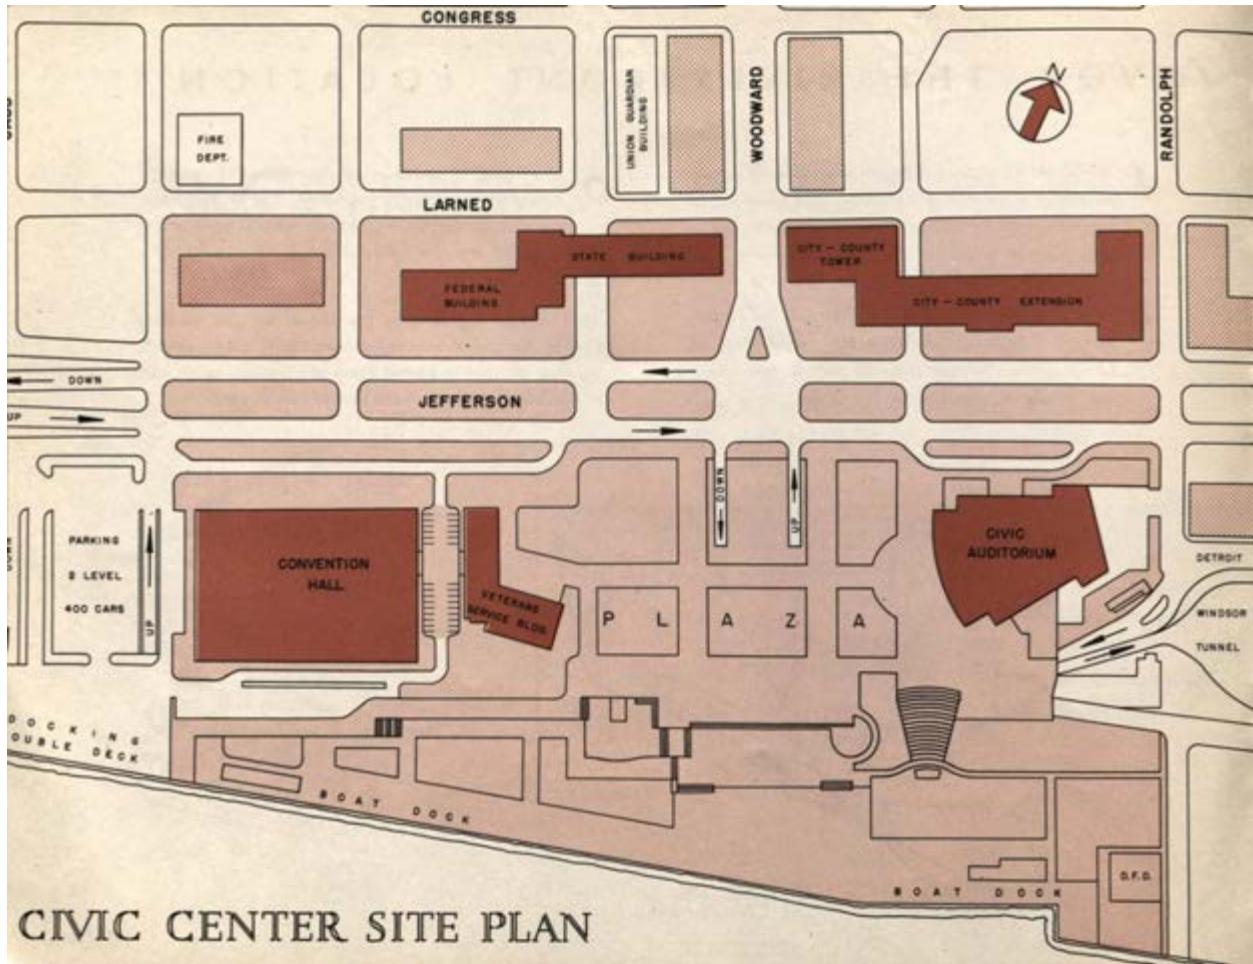 CONGRESS
N
FIRE
DEPT.
UNION GUARDIAN
BUILDING
WOODWARD
RANDOLPH
LARNED
STATE BUILDING
FEDERAL
BUILDING
CITY - COUNTY
TOWER
CITY - COUNTY EXTENSION
DOWN
UP
JEFFERSON
DOWN
UP
PARKING
2 LEVEL
400 CARS
UP
CONVENTION
HALL
VETERANS
SERVICE BLDG.
PLAZA
CIVIC
AUDITORIUM
DETROIT
WINDSOR
TUNNEL
DOCKING
DOUBLE DECK
BOAT DOCK
BOAT DOCK
D.F.D.
CIVIC CENTER SITE PLAN